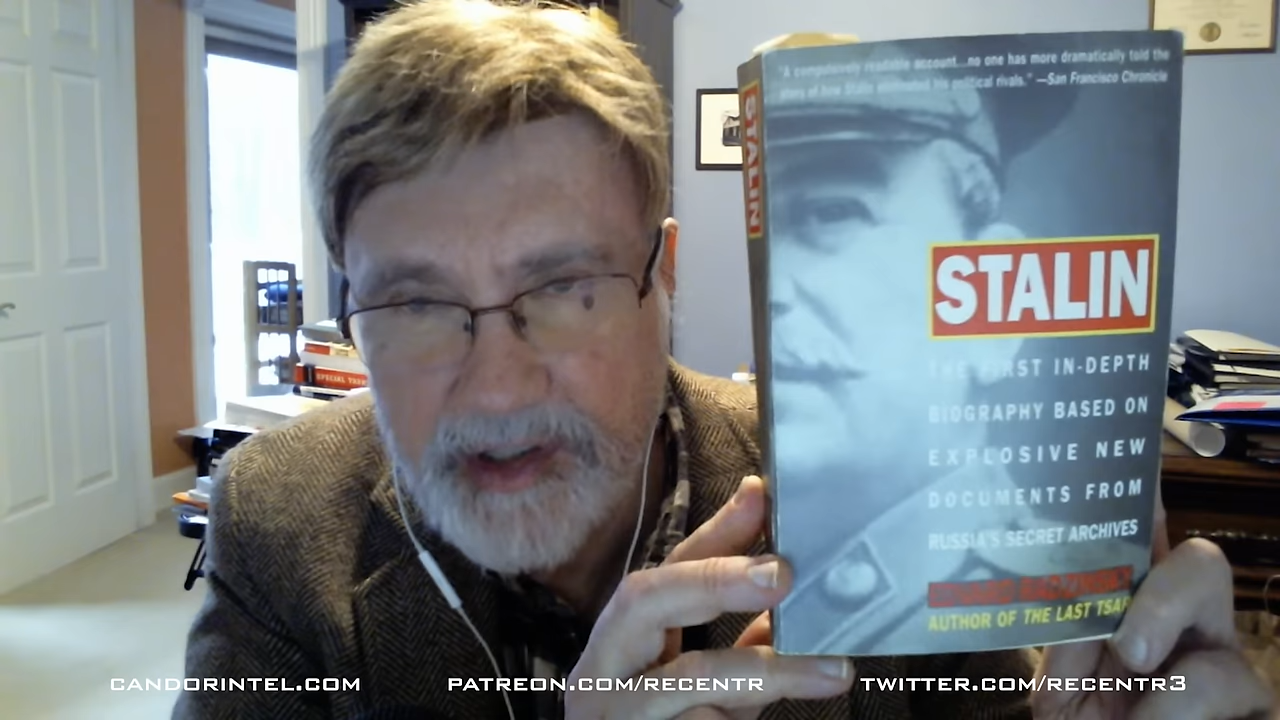 "A compulsively readable account...no one has more dramatically told the
story of how Stalin eliminated his political rivals." —San Francisco Chronicle
STALIN
STALIN
THE FIRST IN-DEPTH
BIOGRAPHY BASED ON
EXPLOSIVE NEW
DOCUMENTS FROM
RUSSIA'S SECRET ARCHIVES
EDVARD RADZINSKY
AUTHOR OF THE LAST TSAR
SPECIAL
CANDORINTEL.COM
PATREON.COM/RECENTR
TWITTER.COM/RECENTR3